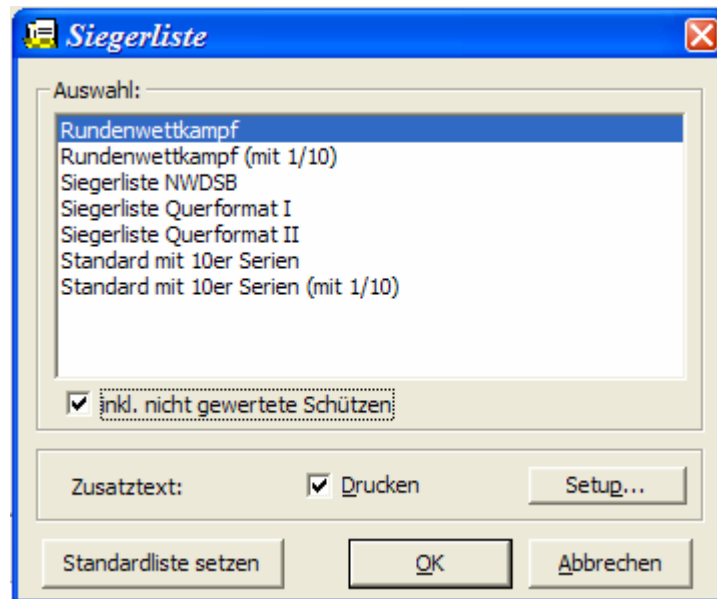 Siegerliste
Auswahl:
Rundenwettkampf
Rundenwettkampf (mit 1/10)
Siegerliste NWDSB
Siegerliste Querformat I
Siegerliste Querformat II
Standard mit 10er Serien
Standard mit 10er Serien (mit 1/10)
inkl. nicht gewertete Schützen
Zusatztext: Drucken Setup...
Standardliste setzen OK Abbrechen